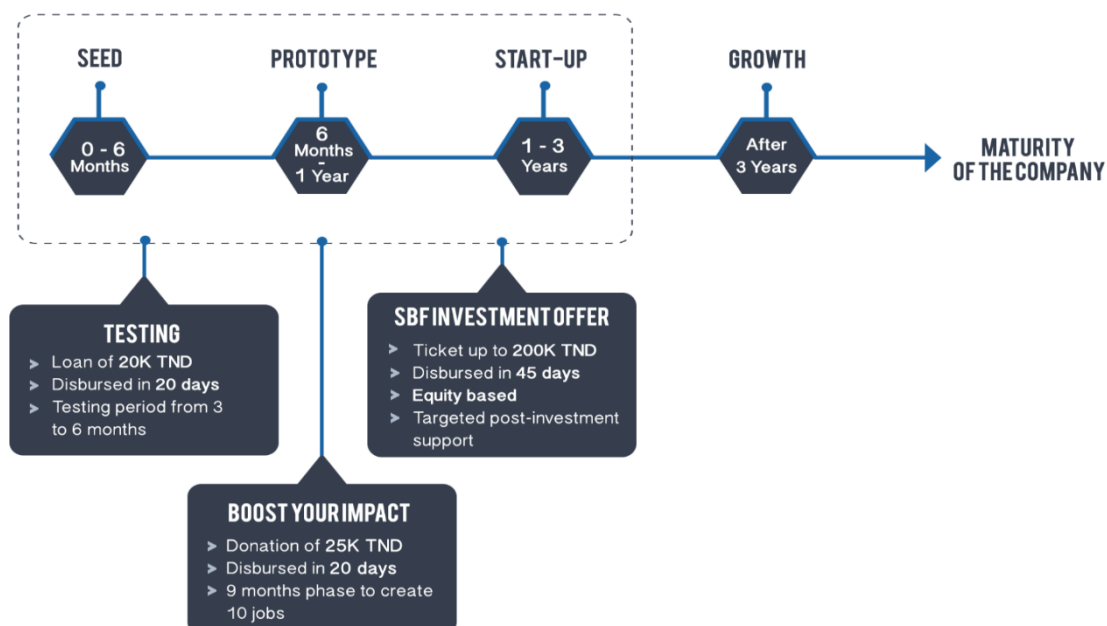 SEED
PROTOTYPE
START-UP
GROWTH
0 - 6
Months
6
Months
-
1 Year
1 - 3
Years
After
3 Years
MATURITY
OF THE COMPANY
TESTING
> Loan of 20K TND
> Disbursed in 20 days
> Testing period from 3
to 6 months
SBF INVESTMENT OFFER
> Ticket up to 200K TND
> Disbursed in 45 days
> Equity based
> Targeted post-investment
support
BOOST YOUR IMPACT
> Donation of 25K TND
> Disbursed in 20 days
> 9 months phase to create
10 jobs